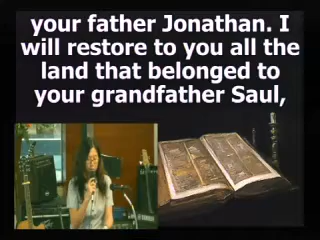 your father Jonathan. I
will restore to you all the
land that belonged to
your grandfather Saul,